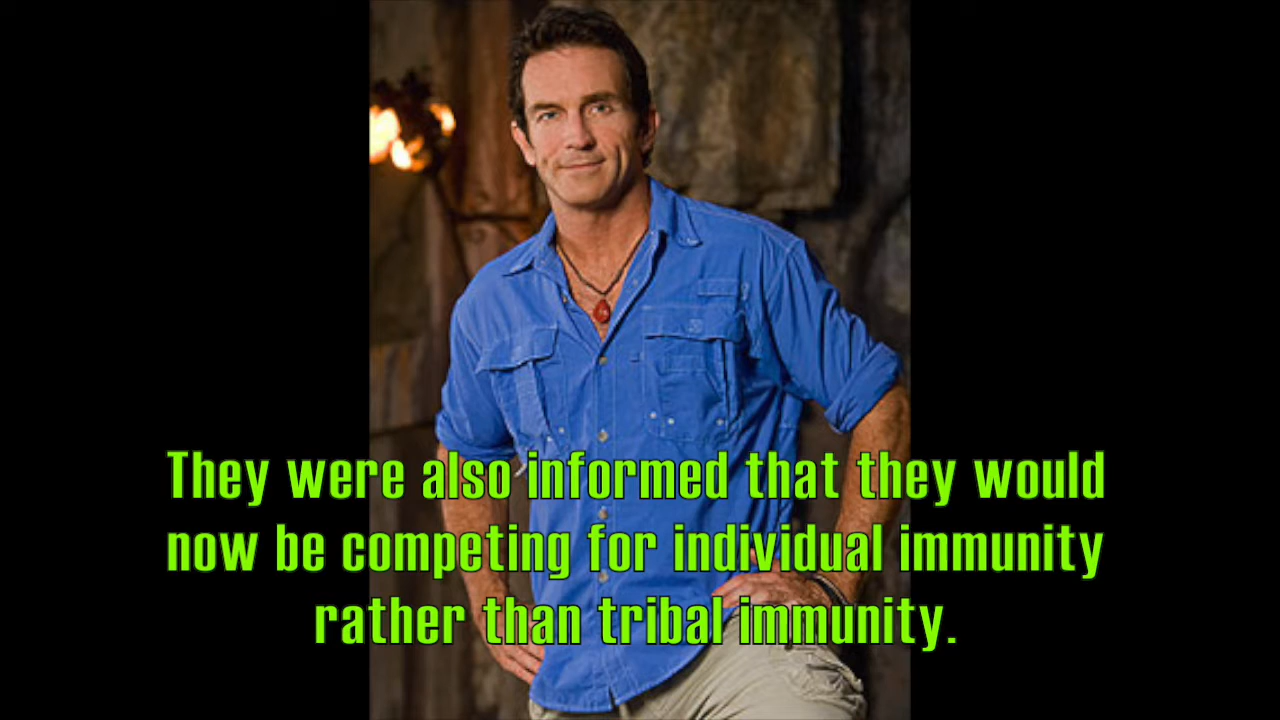 They were also informed that they would
now be competing for individual immunity
rather than tribal immunity.